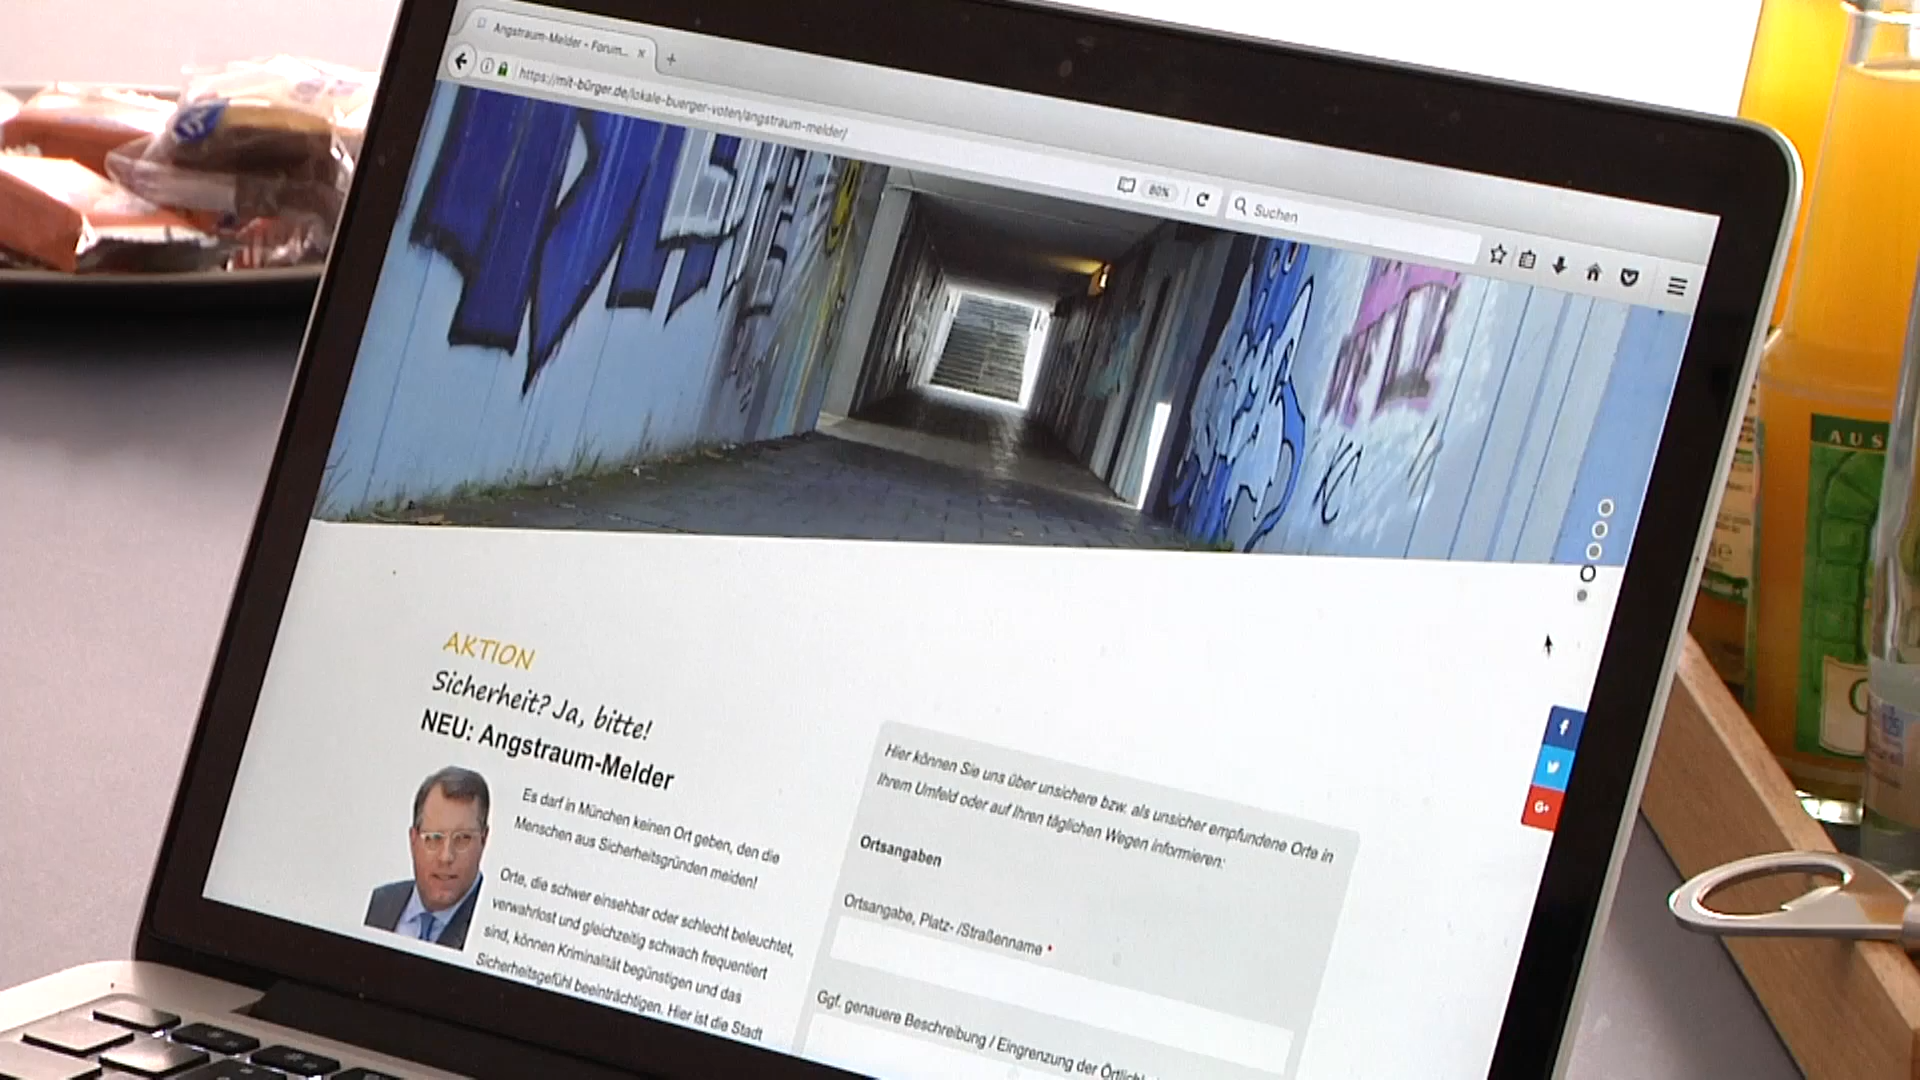 Angstraum-Melder - Forum...
https://mit-bürger.de/lokale-buerger-voten/angstraum-melder/
80%
Suchen
AKTION
Sicherheit? Ja, bitte!
NEU: Angstraum-Melder
Es darf in München keinen Ort geben, den die
Menschen aus Sicherheitsgründen meiden!
Orte, die schwer einsehbar oder schlecht beleuchtet,
verwahrlost und gleichzeitig schwach frequentiert
sind, können Kriminalität begünstigen und das
Sicherheitsgefühl beeinträchtigen. Hier ist die Stadt
Hier können Sie uns über unsichere bzw. als unsicher empfundene Orte in
Ihrem Umfeld oder auf Ihren täglichen Wegen informieren:
Ortsangaben
Ortsangabe, Platz- /Straßenname *
Ggf. genauere Beschreibung / Eingrenzung der
AUS